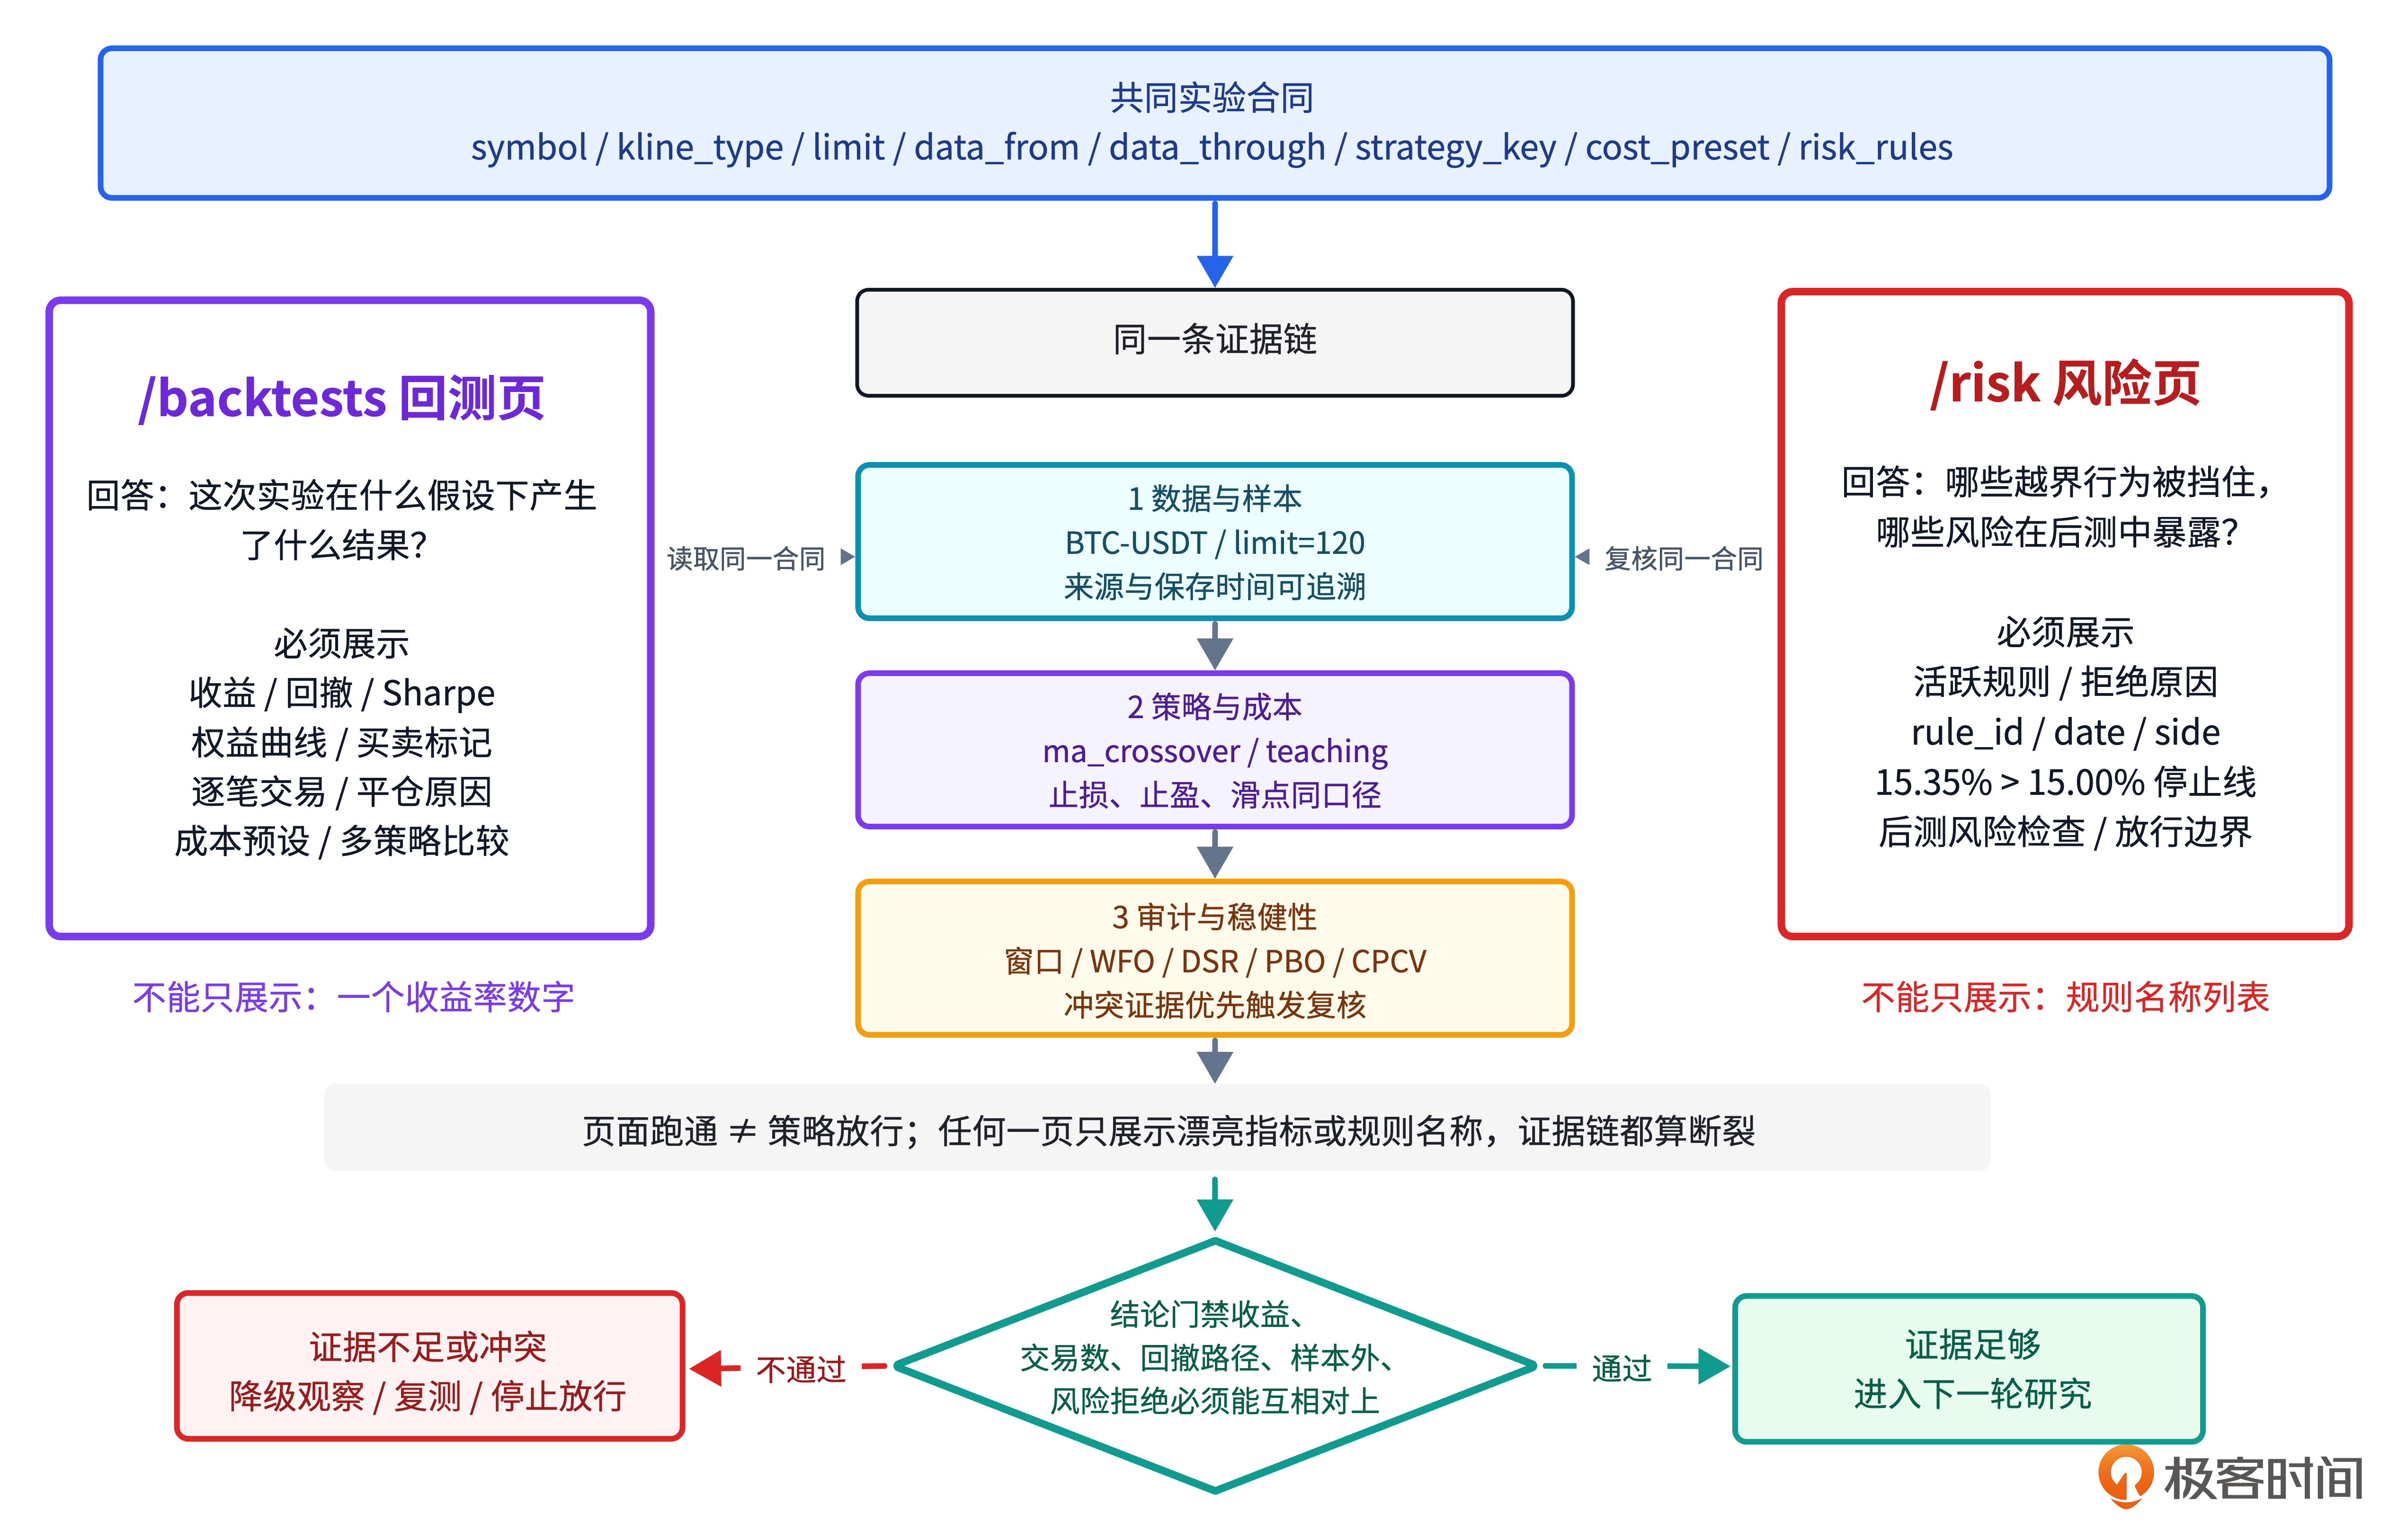 共同实验合同
symbol / kline_type / limit / data_from / data_through / strategy_key / cost_preset / risk_rules
同一条证据链
/backtests 回测页
回答：这次实验在什么假设下产生
了什么结果？
必须展示
收益 / 回撤 / Sharpe
权益曲线 / 买卖标记
逐笔交易 / 平仓原因
成本预设 / 多策略比较
不能只展示：一个收益率数字
读取同一合同
1 数据与样本
BTC-USDT / limit=120
来源与保存时间可追溯
2 策略与成本
ma_crossover / teaching
止损、止盈、滑点同口径
3 审计与稳健性
窗口 / WFO / DSR / PBO / CPCV
冲突证据优先触发复核
复核同一合同
/risk 风险页
回答：哪些越界行为被挡住，
哪些风险在后测中暴露？
必须展示
活跃规则 / 拒绝原因
rule_id / date / side
15.35% > 15.00% 停止线
后测风险检查 / 放行边界
不能只展示：规则名称列表
页面跑通 ≠ 策略放行；任何一页只展示漂亮指标或规则名称，证据链都算断裂
结论门禁收益、
交易数、回撤路径、样本外、
风险拒绝必须能互相对上
不通过
证据不足或冲突
降级观察 / 复测 / 停止放行
通过
证据足够
进入下一轮研究
极客时间